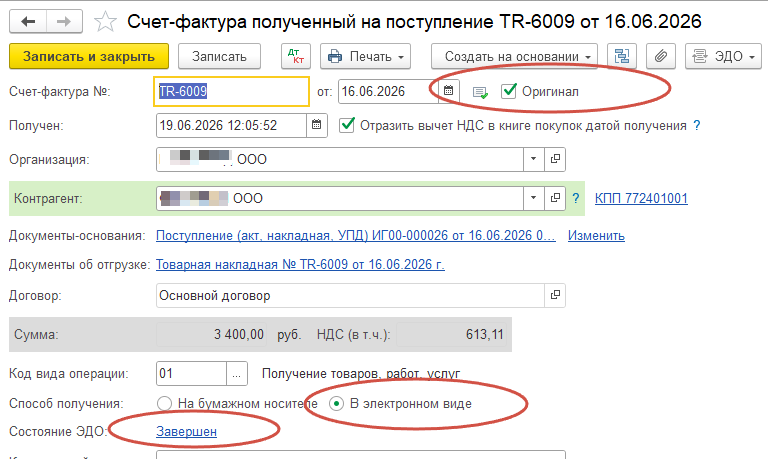 Счет-фактура полученный на поступление TR-6009 от 16.06.2026
Записать и закрыть Записать Дт Кт Печать Создать на основании ЭДО
Счет-фактура №: TR-6009 от: 16.06.2026 Оригинал
Получен: 19.06.2026 12:05:52 Отразить вычет НДС в книге покупок датой получения ?
Организация: ООО
Контрагент: ООО ? КПП 772401001
Документы-основания: Поступление (акт, накладная, УПД) ИГ00-000026 от 16.06.2026 0... Изменить
Документы об отгрузке: Товарная накладная № TR-6009 от 16.06.2026 г.
Договор: Основной договор
Сумма: 3 400,00 руб. НДС (в т.ч.): 613,11
Код вида операции: 01 ... Получение товаров, работ, услуг
Способ получения: На бумажном носителе В электронном виде
Состояние ЭДО: Завершен